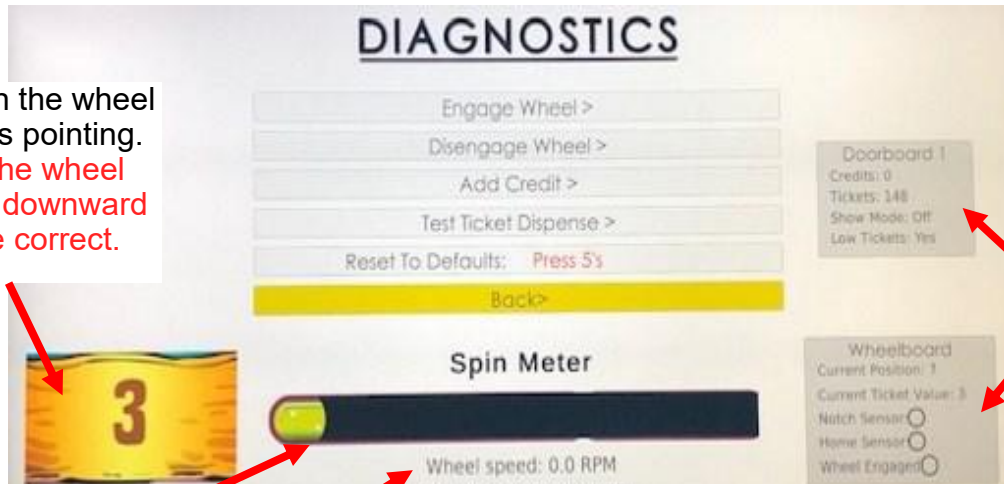 DIAGNOSTICS
n the wheel
s pointing.
he wheel
downward
e correct.
Engage Wheel >
Disengage Wheel >
Add Credit >
Test Ticket Dispense >
Reset To Defaults: Press 5's
Back>
Doorboard 1
Credits: 0
Tickets: 148
Show Mode: Off
Low Tickets: Yes
3
Spin Meter
Wheel speed: 0.0 RPM
Wheelboard
Current Position: 1
Current Ticket Value: 3
Notch Sensor
Home Sensor
Wheel Engaged